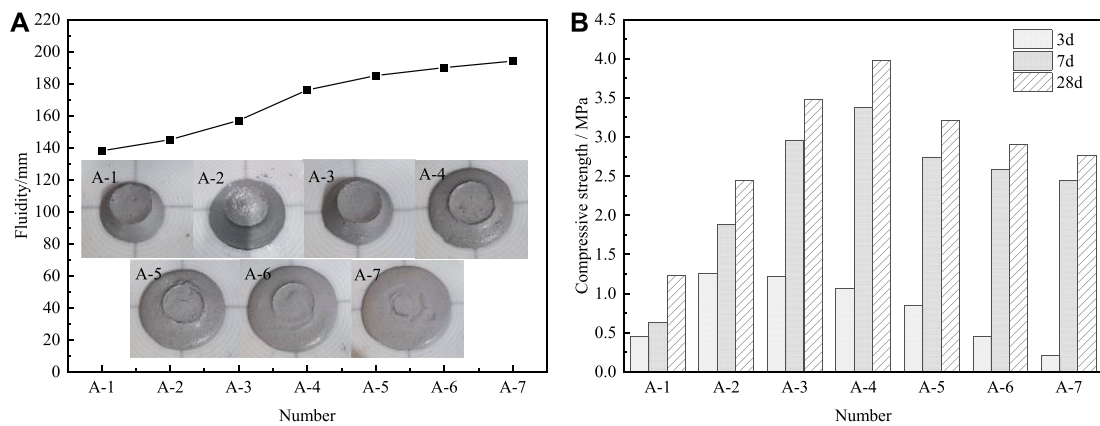 A
220
200
180
160
140
120
100
80
60
40
20
0
Fluidity/mm
A-1
A-2
A-3
A-4
A-5
A-6
A-7
A-1 A-2 A-3 A-4 A-5 A-6 A-7
Number
B
4.5
4.0
3.5
3.0
2.5
2.0
1.5
1.0
0.5
0.0
Compressive strength / MPa
3d
7d
28d
A-1 A-2 A-3 A-4 A-5 A-6 A-7
Number